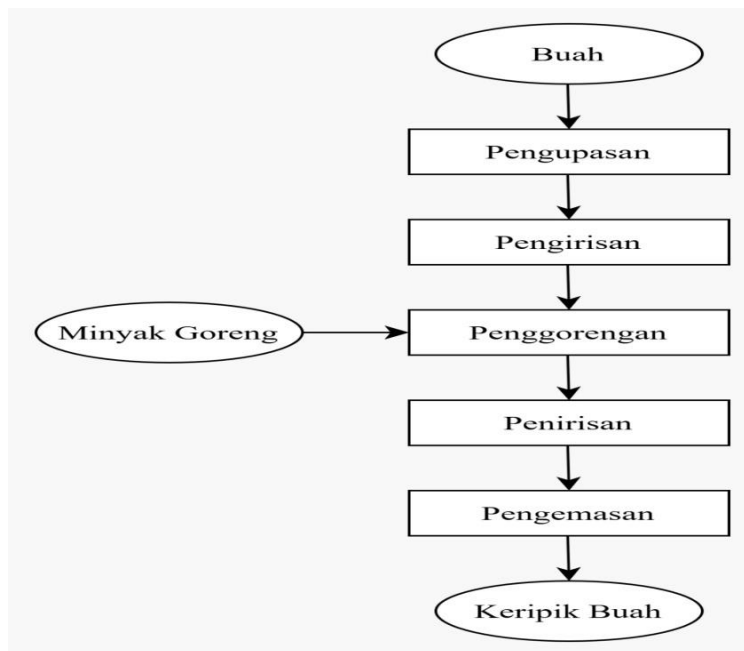 Buah
Pengupasan
Pengirisan
Minyak Goreng
Penggorengan
Penirisan
Pengemasan
Keripik Buah